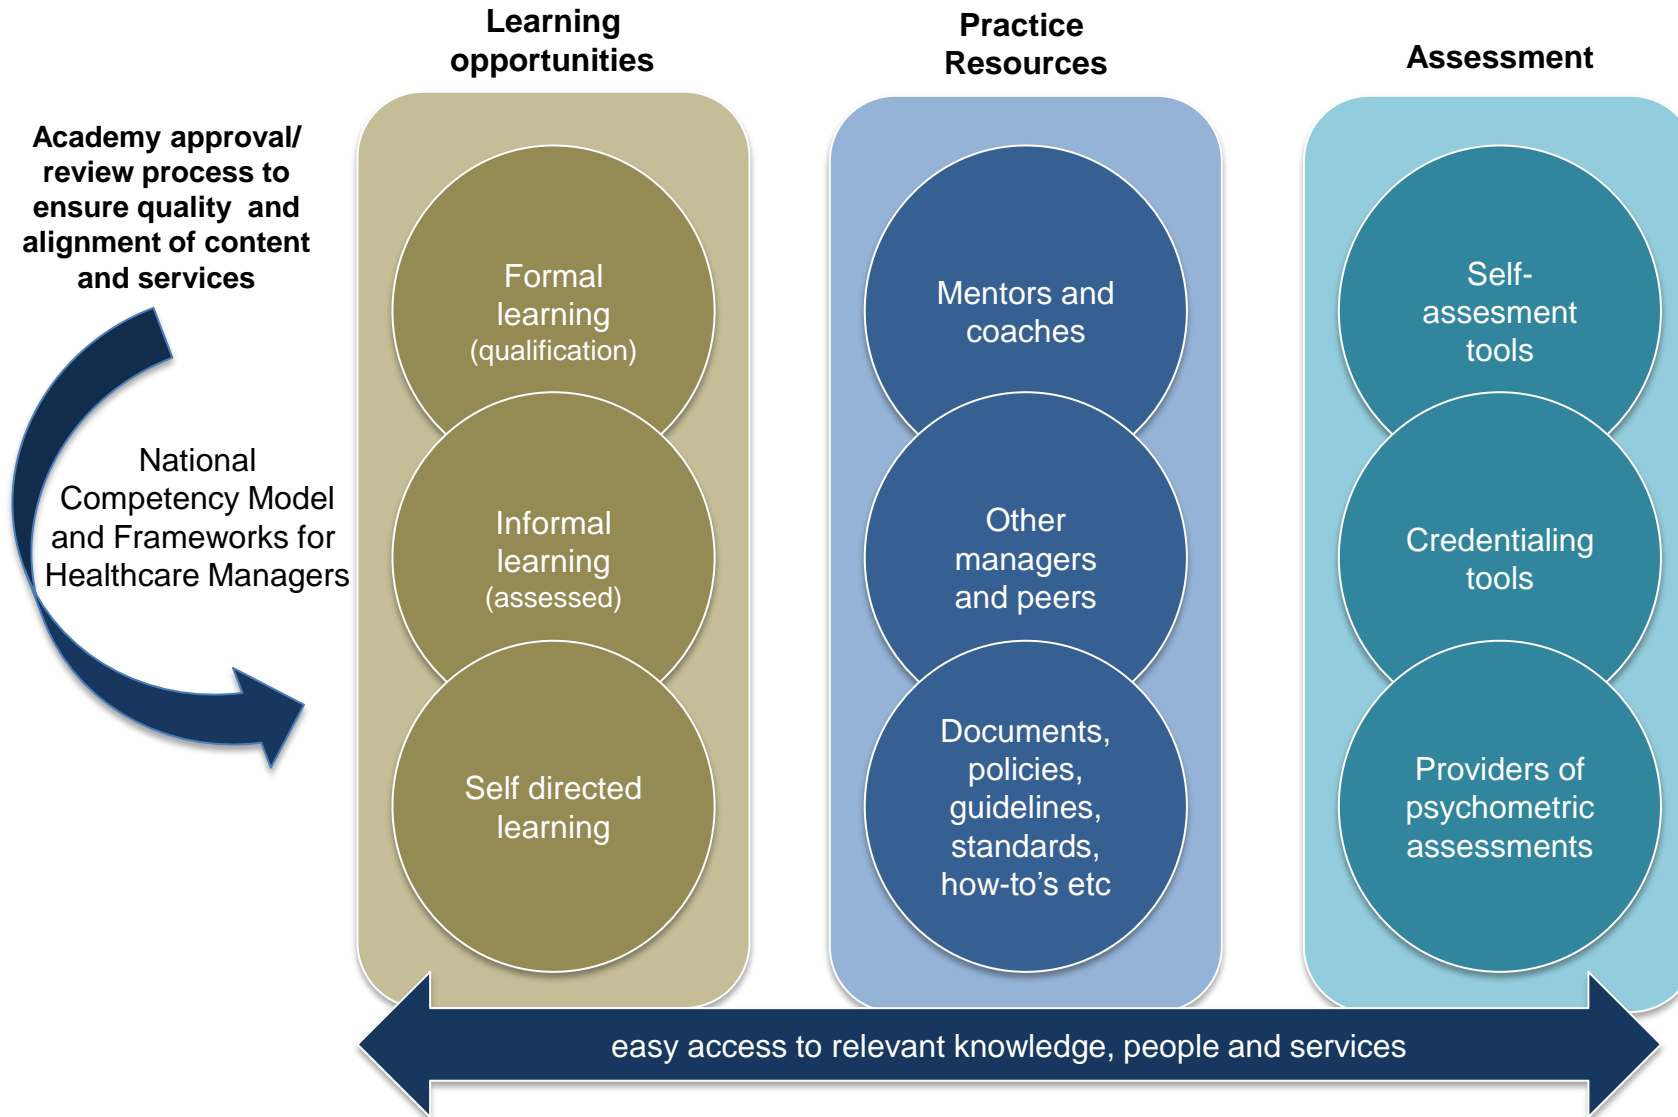 Learning
opportunities
Practice
Resources
Assessment
Academy approval/
review process to
ensure quality and
alignment of content
and services
National
Competency Model
and Frameworks for
Healthcare Managers
Formal
learning
(qualification)
Informal
learning
(assessed)
Self directed
learning
Mentors and
coaches
Other
managers
and peers
Documents,
policies,
guidelines,
standards,
how-to’s etc
Self-
assesment
tools
Credentialing
tools
Providers of
psychometric
assessments
easy access to relevant knowledge, people and services